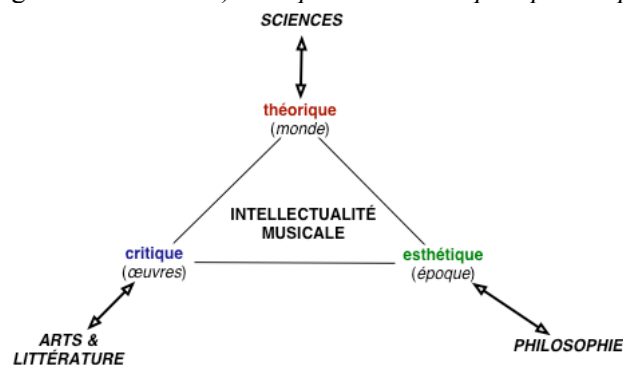 SCIENCES
théorique
(monde)
INTELLECTUALITÉ
MUSICALE
critique
(œuvres)
esthétique
(époque)
ARTS &
LITTÉRATURE
PHILOSOPHIE